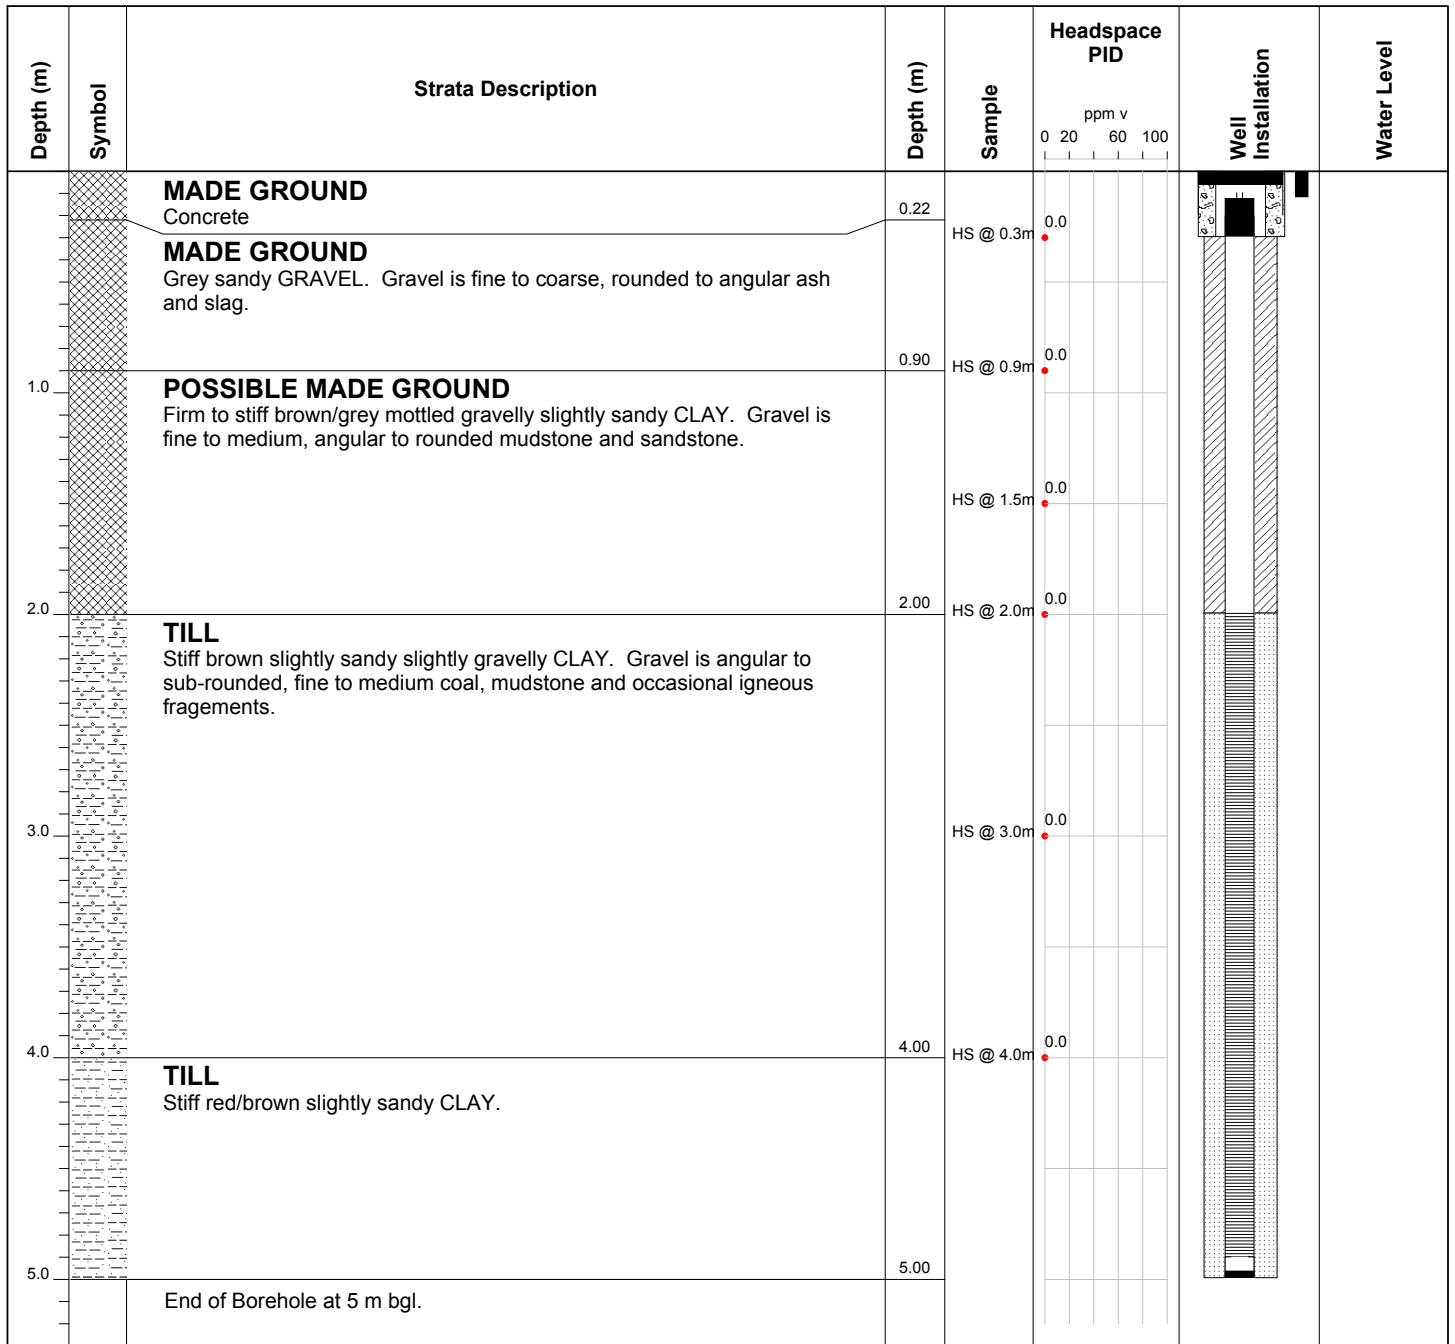 Depth (m)
Symbol
Strata Description
Depth (m)
Sample
Headspace
PID
ppm v
0 20 60 100
Well
Installation
Water Level
MADE GROUND
Concrete
0.22
HS @ 0.3m
0.0
MADE GROUND
Grey sandy GRAVEL. Gravel is fine to coarse, rounded to angular ash
and slag.
0.90
HS @ 0.9m
0.0
1.0
POSSIBLE MADE GROUND
Firm to stiff brown/grey mottled gravelly slightly sandy CLAY. Gravel is
fine to medium, angular to rounded mudstone and sandstone.
HS @ 1.5m
0.0
2.0
2.00
HS @ 2.0m
0.0
TILL
Stiff brown slightly sandy slightly gravelly CLAY. Gravel is angular to
sub-rounded, fine to medium coal, mudstone and occasional igneous
fragements.
3.0
HS @ 3.0m
0.0
4.0
4.00
HS @ 4.0m
0.0
TILL
Stiff red/brown slightly sandy CLAY.
5.0
5.00
End of Borehole at 5 m bgl.